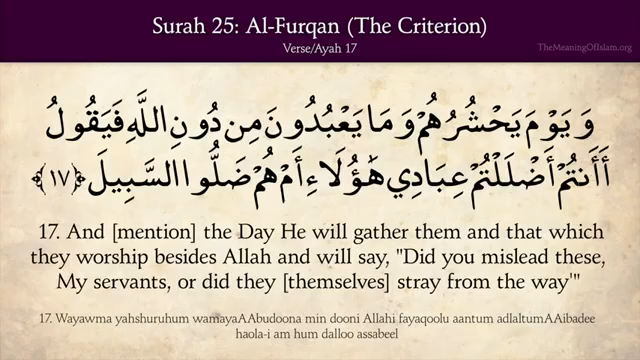 Surah 25: Al-Furqan (The Criterion)
Verse/Ayah 17
TheMeaningOfIslam.org
وَيَوْمَ يَحْشُرُهُمْ وَمَا يَعْبُدُونَ مِن دُونِ اللَّهِ فَيَقُولُ
أَأَنتُمْ أَضْلَلْتُمْ عِبَادِي هَٰؤُلَاءِ أَمْ هُمْ ضَلُّوا السَّبِيلَ ﴿١٧﴾
17. And [mention] the Day He will gather them and that which
they worship besides Allah and will say, "Did you mislead these,
My servants, or did they [themselves] stray from the way'"
17. Wayawma yahshuruhum wamayaAAbudoona min dooni Allahi fayaqoolu aantum adlaltumAAibadee
haola-i am hum dalloo assabeel